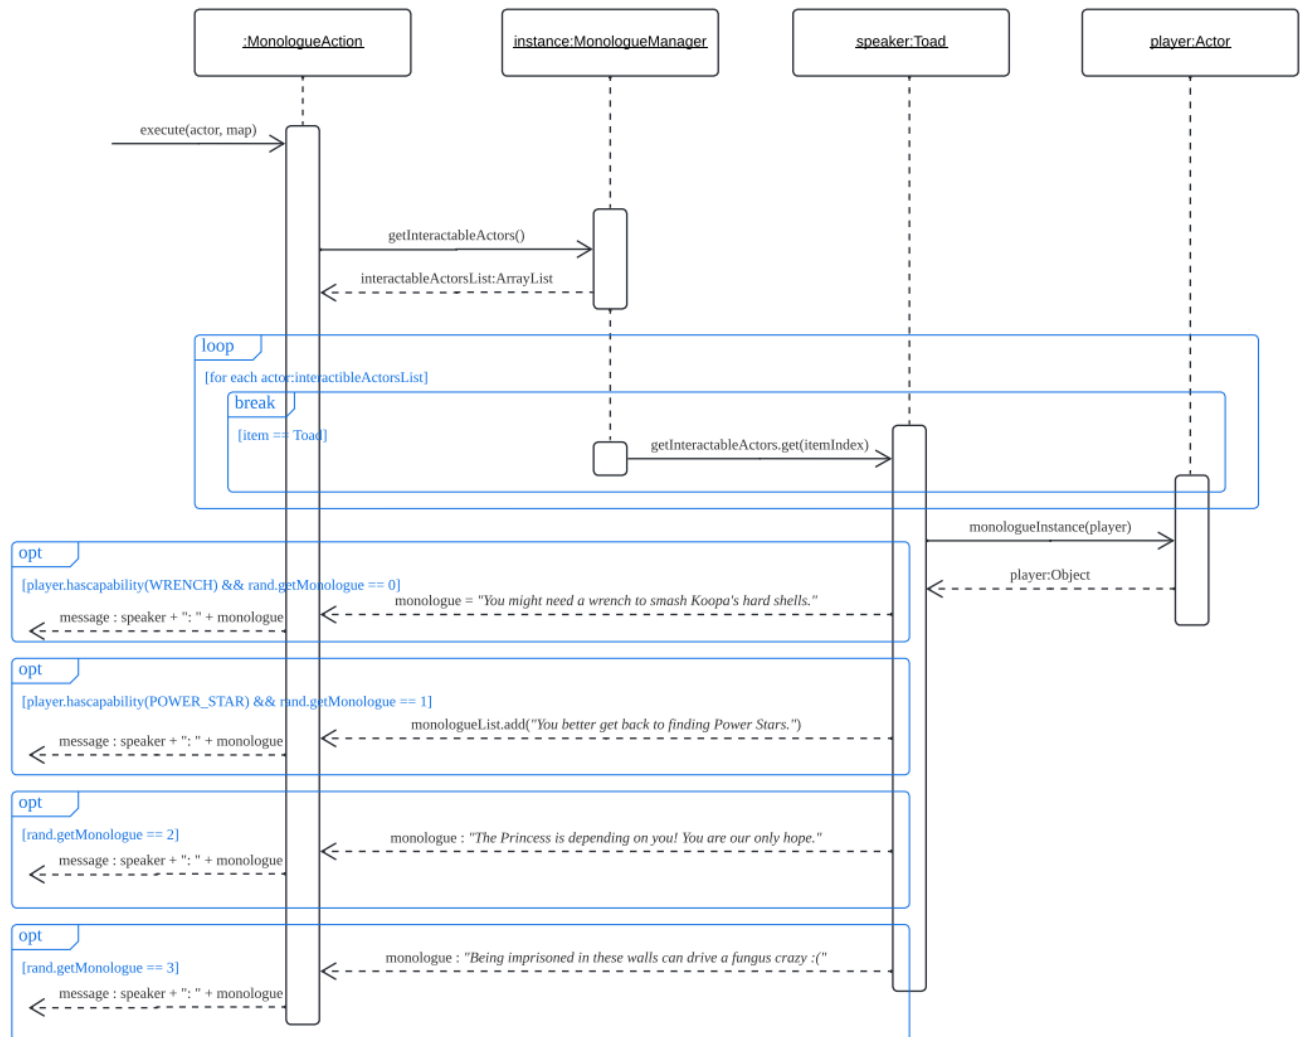 :MonologueAction
instance:MonologueManager
speaker:Toad
player:Actor
execute(actor, map)
getInteractableActors()
interactableActorsList:ArrayList
loop
[for each actor:interactibleActorsList]
break
[item == Toad]
getInteractableActors.get(itemIndex)
monologueInstance(player)
player:Object
opt
[player.hascapability(WRENCH) && rand.getMonologue == 0]
monologue = "You might need a wrench to smash Koopa's hard shells."
message : speaker + ": " + monologue
opt
[player.hascapability(POWER_STAR) && rand.getMonologue == 1]
monologueList.add("You better get back to finding Power Stars.")
message : speaker + ": " + monologue
opt
[rand.getMonologue == 2]
monologue : "The Princess is depending on you! You are our only hope."
message : speaker + ": " + monologue
opt
[rand.getMonologue == 3]
monologue : "Being imprisoned in these walls can drive a fungus crazy :("
message : speaker + ": " + monologue